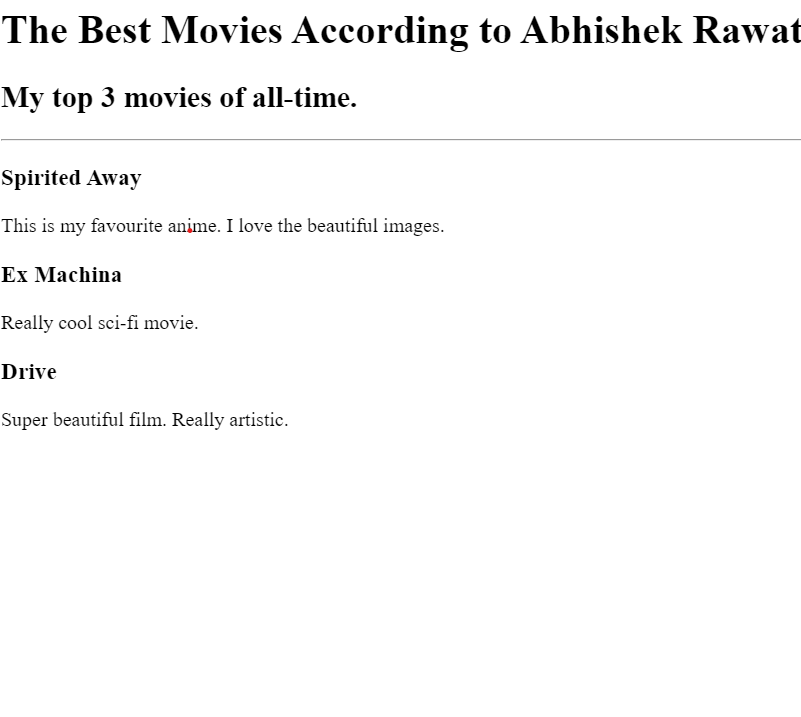 The Best Movies According to Abhishek Rawat
My top 3 movies of all-time.
Spirited Away
This is my favourite anime. I love the beautiful images.
Ex Machina
Really cool sci-fi movie.
Drive
Super beautiful film. Really artistic.